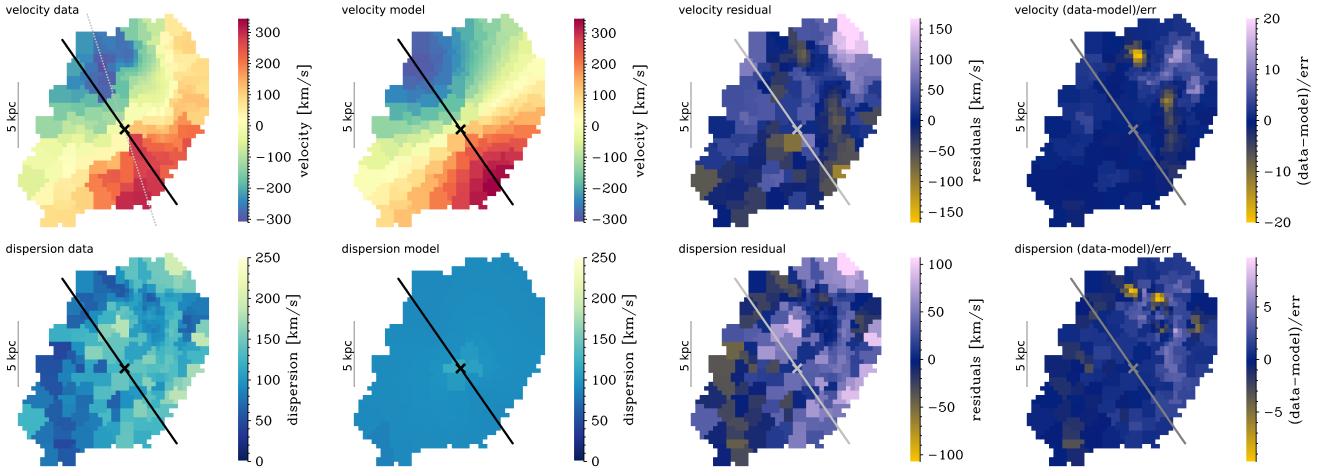 velocity data
velocity model
velocity residual
velocity (data-model)/err
5 kpc
300
200
100
0
−100
−200
−300
velocity [km/s]
5 kpc
300
200
100
0
−100
−200
−300
velocity [km/s]
5 kpc
150
100
50
0
−50
−100
−150
residuals [km/s]
5 kpc
20
10
0
−10
−20
(data−model)/err
dispersion data
dispersion model
dispersion residual
dispersion (data-model)/err
5 kpc
250
200
150
100
50
0
dispersion [km/s]
5 kpc
250
200
150
100
50
0
dispersion [km/s]
5 kpc
100
50
0
−50
−100
residuals [km/s]
5 kpc
5
0
−5
(data−model)/err